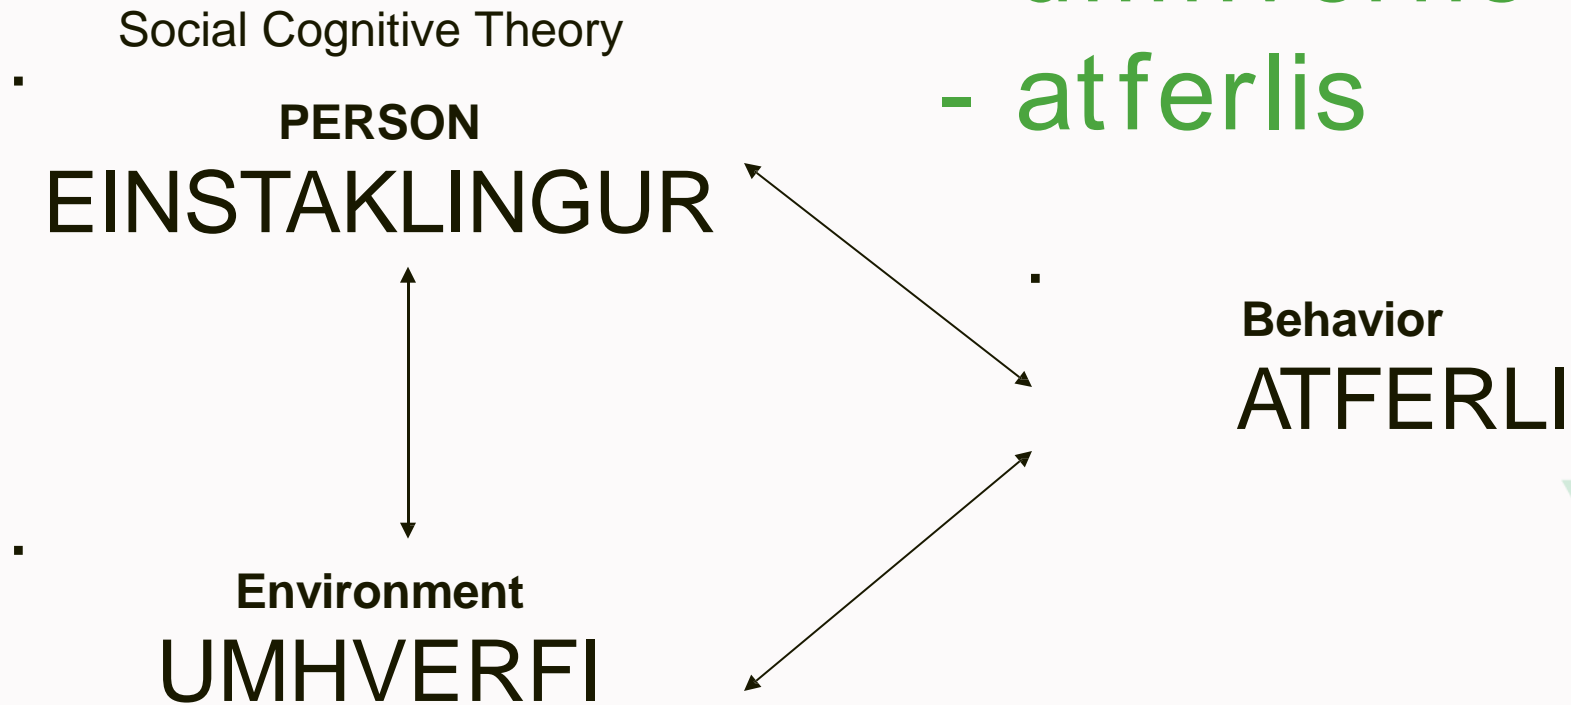 Social Cognitive Theory
- atferlis
PERSON
EINSTAKLINGUR
Behavior
ATFERLI
Environment
UMHVERFI